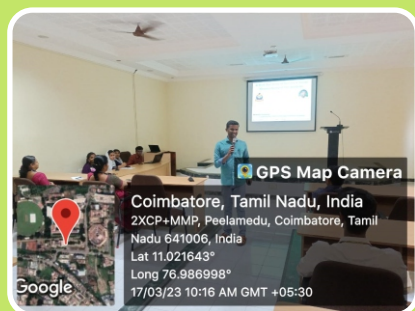 GPS Map Camera
Coimbatore, Tamil Nadu, India
2XCP+MMP, Peelamedu, Coimbatore, Tamil
Nadu 641006, India
Lat 11.021643°
Long 76.986998°
17/03/23 10:16 AM GMT +05:30
Google